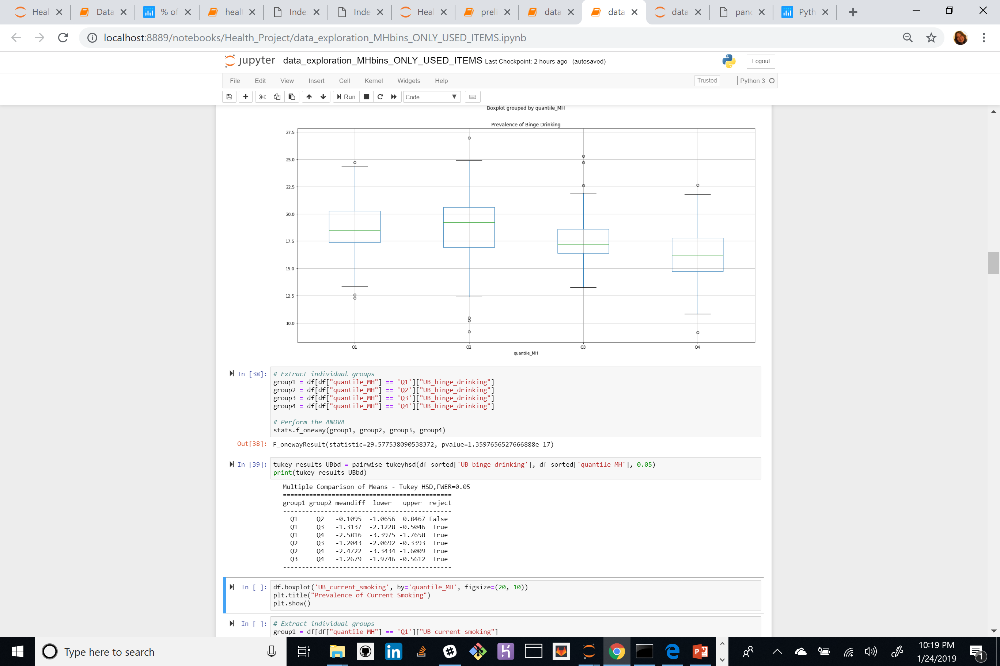 Heal
Data
% of
healt
Inde
Inde
Heal
preli
data
data
data
panc
Pyth
localhost:8889/notebooks/Health_Project/data_exploration_MHbins_ONLY_USED_ITEMS.ipynb
jupyter data_exploration_MHbins_ONLY_USED_ITEMS Last Checkpoint: 2 hours ago (autosaved)
Logout
File Edit View Insert Cell Kernel Widgets Help
Trusted
Python 3
Run
Code
Boxplot grouped by quantile_MH
Prevalence of Binge Drinking
27.5
25.0
22.5
20.0
17.5
15.0
12.5
10.0
Q1 Q2 Q3 Q4
quantile_MH
In [38]:
# Extract individual groups
group1 = df[df["quantile_MH"] == 'Q1']["UB_binge_drinking"]
group2 = df[df["quantile_MH"] == 'Q2']["UB_binge_drinking"]
group3 = df[df["quantile_MH"] == 'Q3']["UB_binge_drinking"]
group4 = df[df["quantile_MH"] == 'Q4']["UB_binge_drinking"]
# Perform the ANOVA
stats.f_oneway(group1, group2, group3, group4)
Out[38]: F_onewayResult(statistic=29.577538090538372, pvalue=1.3597656527666888e-17)
In [39]:
tukey_results_UBbd = pairwise_tukeyhsd(df_sorted['UB_binge_drinking'], df_sorted['quantile_MH'], 0.05)
print(tukey_results_UBbd)
Multiple Comparison of Means - Tukey HSD,FWER=0.05
=============================================
group1 group2 meandiff lower upper reject
---------------------------------------------
Q1 Q2 -0.1095 -1.0656 0.8467 False
Q1 Q3 -1.3137 -2.1228 -0.5046 True
Q1 Q4 -2.5816 -3.3975 -1.7658 True
Q2 Q3 -1.2043 -2.0692 -0.3393 True
Q2 Q4 -2.4722 -3.3434 -1.6009 True
Q3 Q4 -1.2679 -1.9746 -0.5612 True
---------------------------------------------
In [ ]:
df.boxplot('UB_current_smoking', by='quantile_MH', figsize=(20, 10))
plt.title("Prevalence of Current Smoking")
plt.show()
In [ ]:
# Extract individual groups
group1 = df[df["quantile_MH"] == 'Q1']["UB_current_smoking"]
Type here to search
10:19 PM
1/24/2019
1